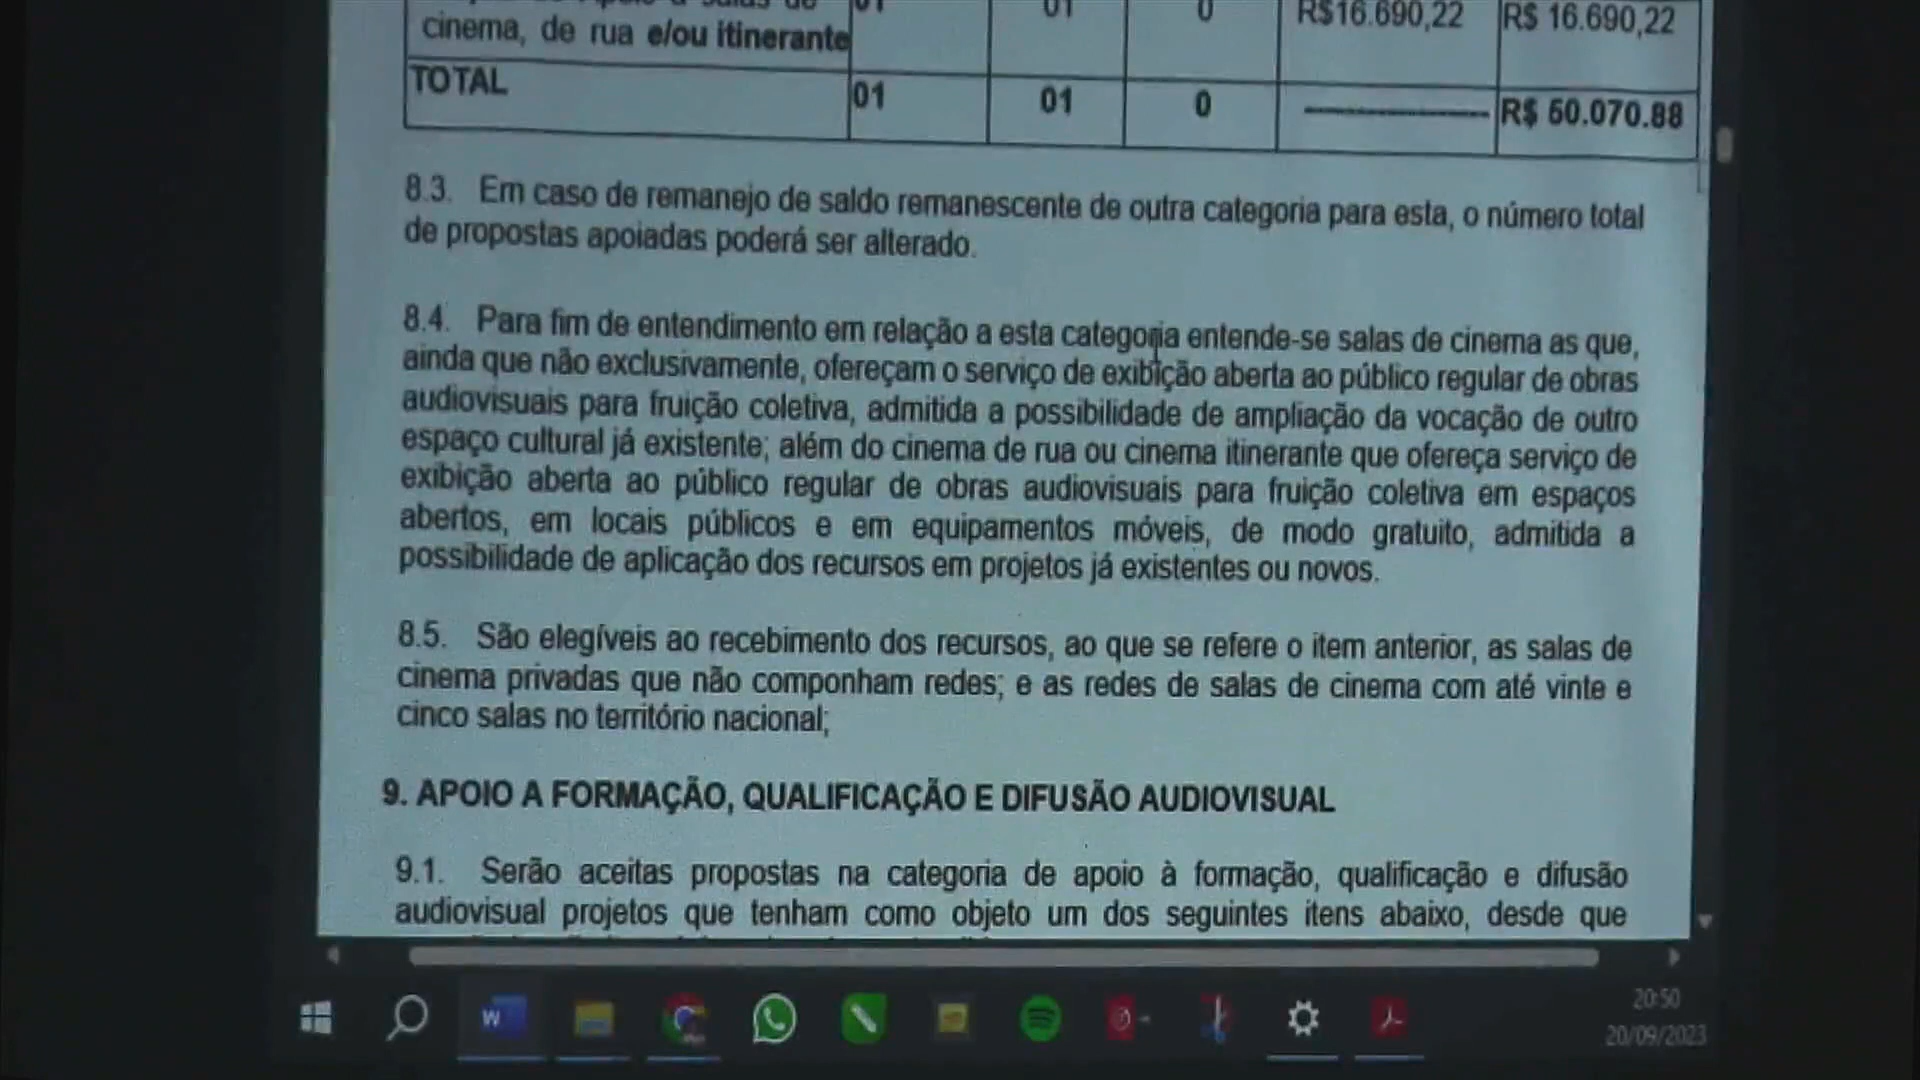 cinema, de rua e/ou itinerante 01 01 0 R$16.690,22 R$ 16.690,22
TOTAL 01 01 0 R$ 50.070.88
8.3. Em caso de remanejo de saldo remanescente de outra categoria para esta, o número total
de propostas apoiadas poderá ser alterado.
8.4. Para fim de entendimento em relação a esta categoria entende-se salas de cinema as que,
ainda que não exclusivamente, ofereçam o serviço de exibição aberta ao público regular de obras
audiovisuais para fruição coletiva, admitida a possibilidade de ampliação da vocação de outro
espaço cultural já existente; além do cinema de rua ou cinema itinerante que ofereça serviço de
exibição aberta ao público regular de obras audiovisuais para fruição coletiva em espaços
abertos, em locais públicos e em equipamentos móveis, de modo gratuito, admitida a
possibilidade de aplicação dos recursos em projetos já existentes ou novos.
8.5. São elegíveis ao recebimento dos recursos, ao que se refere o item anterior, as salas de
cinema privadas que não componham redes; e as redes de salas de cinema com até vinte e
cinco salas no território nacional;
9. APOIO A FORMAÇÃO, QUALIFICAÇÃO E DIFUSÃO AUDIOVISUAL
9.1. Serão aceitas propostas na categoria de apoio à formação, qualificação e difusão
audiovisual projetos que tenham como objeto um dos seguintes itens abaixo, desde que
W
20:50
20/09/2023